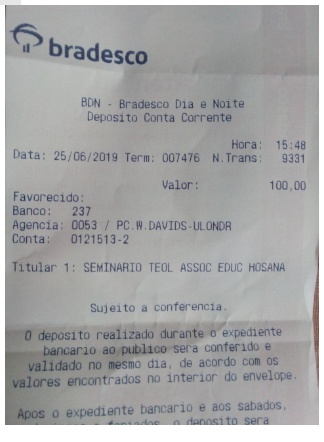 bradesco
BDN - Bradesco Dia e Noite
Deposito Conta Corrente
Hora: 15:48
Data: 25/06/2019 Term: 007476 N.Trans: 9331
Valor: 100,00
Favorecido:
Banco: 237
Agencia: 0053 / PC.W.DAVIDS-ULONDR
Conta: 0121513-2
Titular 1: SEMINARIO TEOL ASSOC EDUC HOSANA
Sujeito a conferencia.
O deposito realizado durante o expediente
bancario ao publico sera conferido e
validado no mesmo dia, de acordo com os
valores encontrados no interior do envelope.
Apos o expediente bancario e aos sabados,
e feriados, o deposito sera